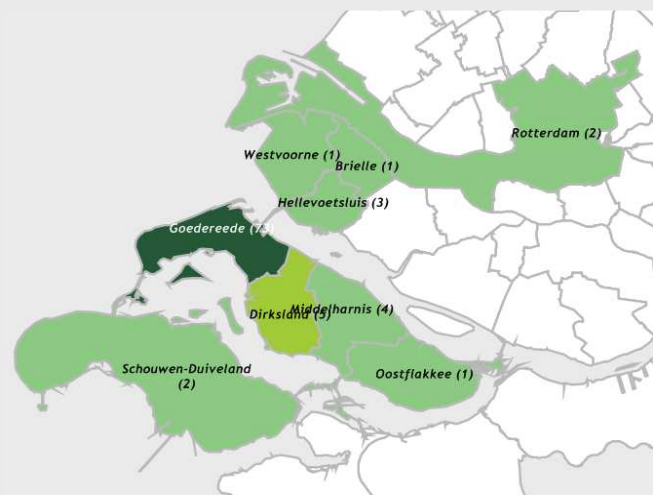 Rotterdam (2)
Westvoorne (1)
Brielle (1)
Hellevoetsluis (3)
Goedereede (73)
Dirksland (5)
Middelharnis (4)
Schouwen-Duiveland
(2)
Oostflakkee (1)